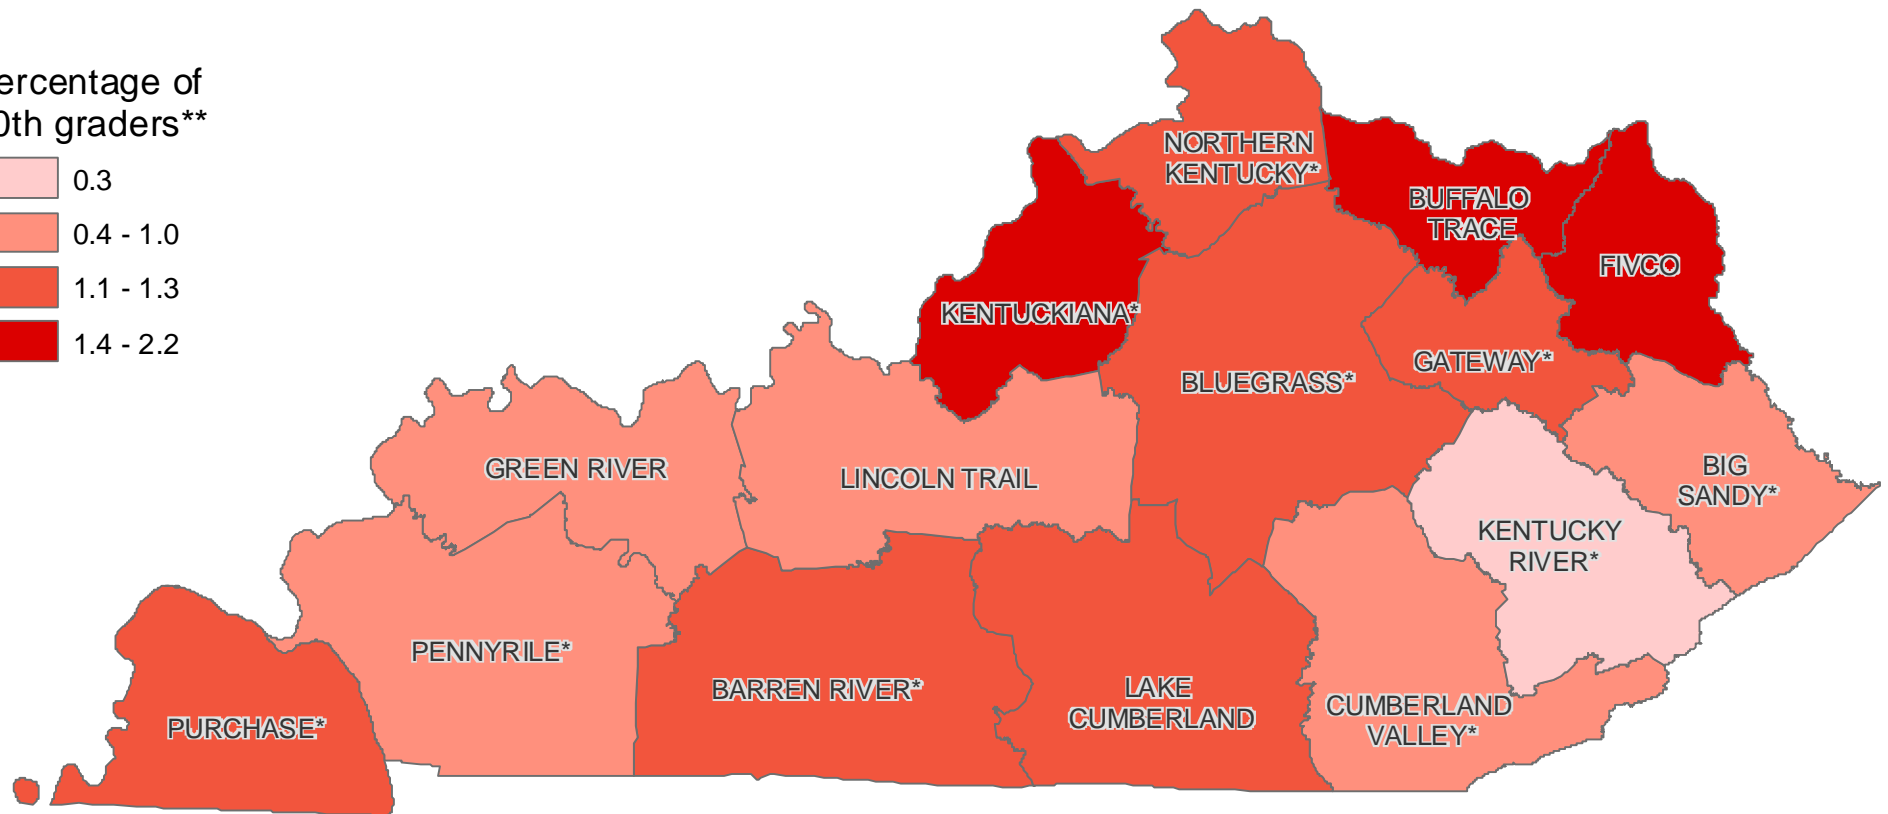 ercentage of
0th graders**
0.3
0.4 - 1.0
1.1 - 1.3
1.4 - 2.2
NORTHERN
KENTUCKY*
BUFFALO
TRACE
FIVCO
KENTUCKIANA*
GATEWAY*
BLUEGRASS*
GREEN RIVER
LINCOLN TRAIL
BIG
SANDY*
KENTUCKY
RIVER*
PENNYRILE*
BARREN RIVER*
LAKE
CUMBERLAND
CUMBERLAND
VALLEY*
PURCHASE*